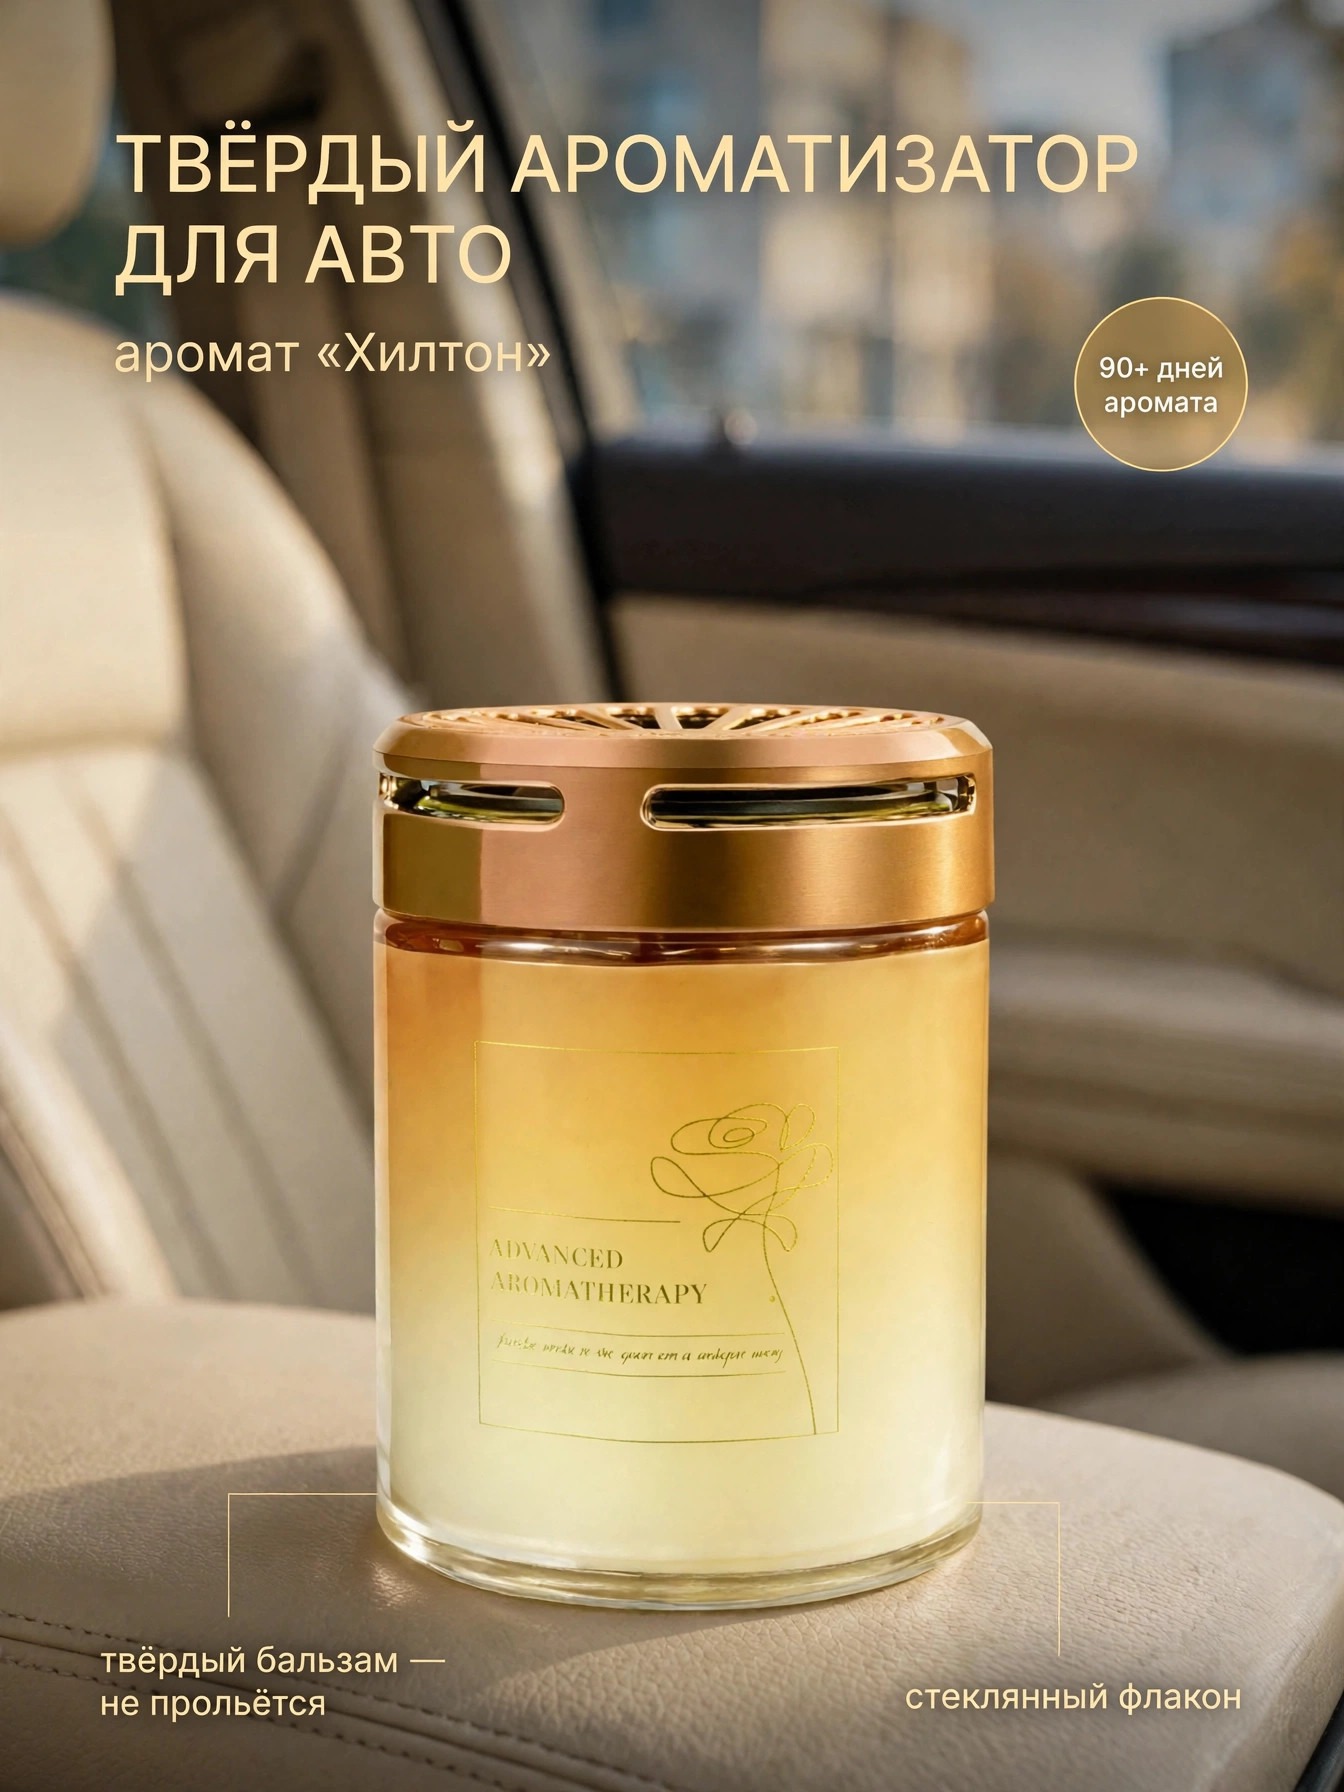 ТВЁРДЫЙ АРОМАТИЗАТОР
ДЛЯ АВТО
аромат «Хилтон»
90+ дней
аромата
ADVANCED
AROMATHERAPY
твёрдый бальзам —
не прольётся
стеклянный флакон